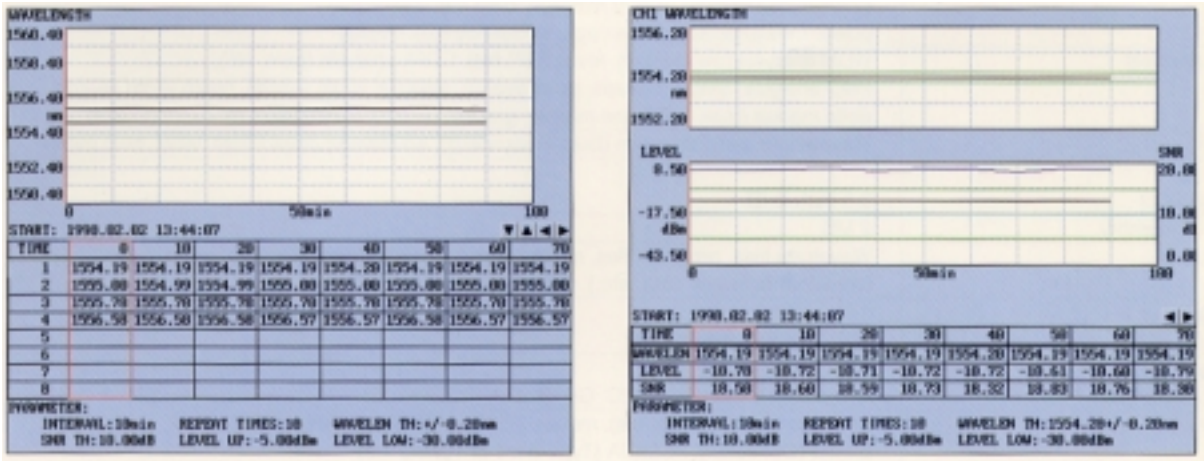 WAVELENGTH
1560.40
1558.40
1556.40
nm
1554.40
1552.40
1550.40
0 50min 100
START: 1998.02.02 13:44:07 ▼ ▲ ◀ ▶
TIME 0 10 20 30 40 50 60 70
1 1554.19 1554.19 1554.19 1554.19 1554.20 1554.19 1554.19 1554.19
2 1555.00 1554.99 1554.99 1555.00 1555.00 1555.00 1555.00 1555.00
3 1555.78 1555.78 1555.78 1555.78 1555.78 1555.78 1555.78 1555.78
4 1556.58 1556.58 1556.58 1556.57 1556.57 1556.58 1556.57 1556.57
5
6
7
8
PARAMETER:
INTERVAL:10min REPEAT TIMES:10 WAVELEN TH:+/-0.20nm
SNR TH:10.00dB LEVEL UP:-5.00dBm LEVEL LOW:-30.00dBm
CH1 WAVELENGTH
1556.20
1554.20
nm
1552.20
LEVEL SNR
8.50 20.00
-17.50 10.00
dBm dB
-43.50 0.00
0 50min 100
START: 1998.02.02 13:44:07 ◀ ▶
TIME 0 10 20 30 40 50 60 70
WAVELEN 1554.19 1554.19 1554.19 1554.19 1554.20 1554.19 1554.19 1554.19
LEVEL -10.70 -10.72 -10.71 -10.72 -10.72 -10.61 -10.60 -10.79
SNR 18.50 18.60 18.59 18.73 18.32 18.83 18.76 18.30
PARAMETER:
INTERVAL:10min REPEAT TIMES:10 WAVELEN TH:1554.20+/-0.20nm
SNR TH:10.00dB LEVEL UP:-5.00dBm LEVEL LOW:-30.00dBm